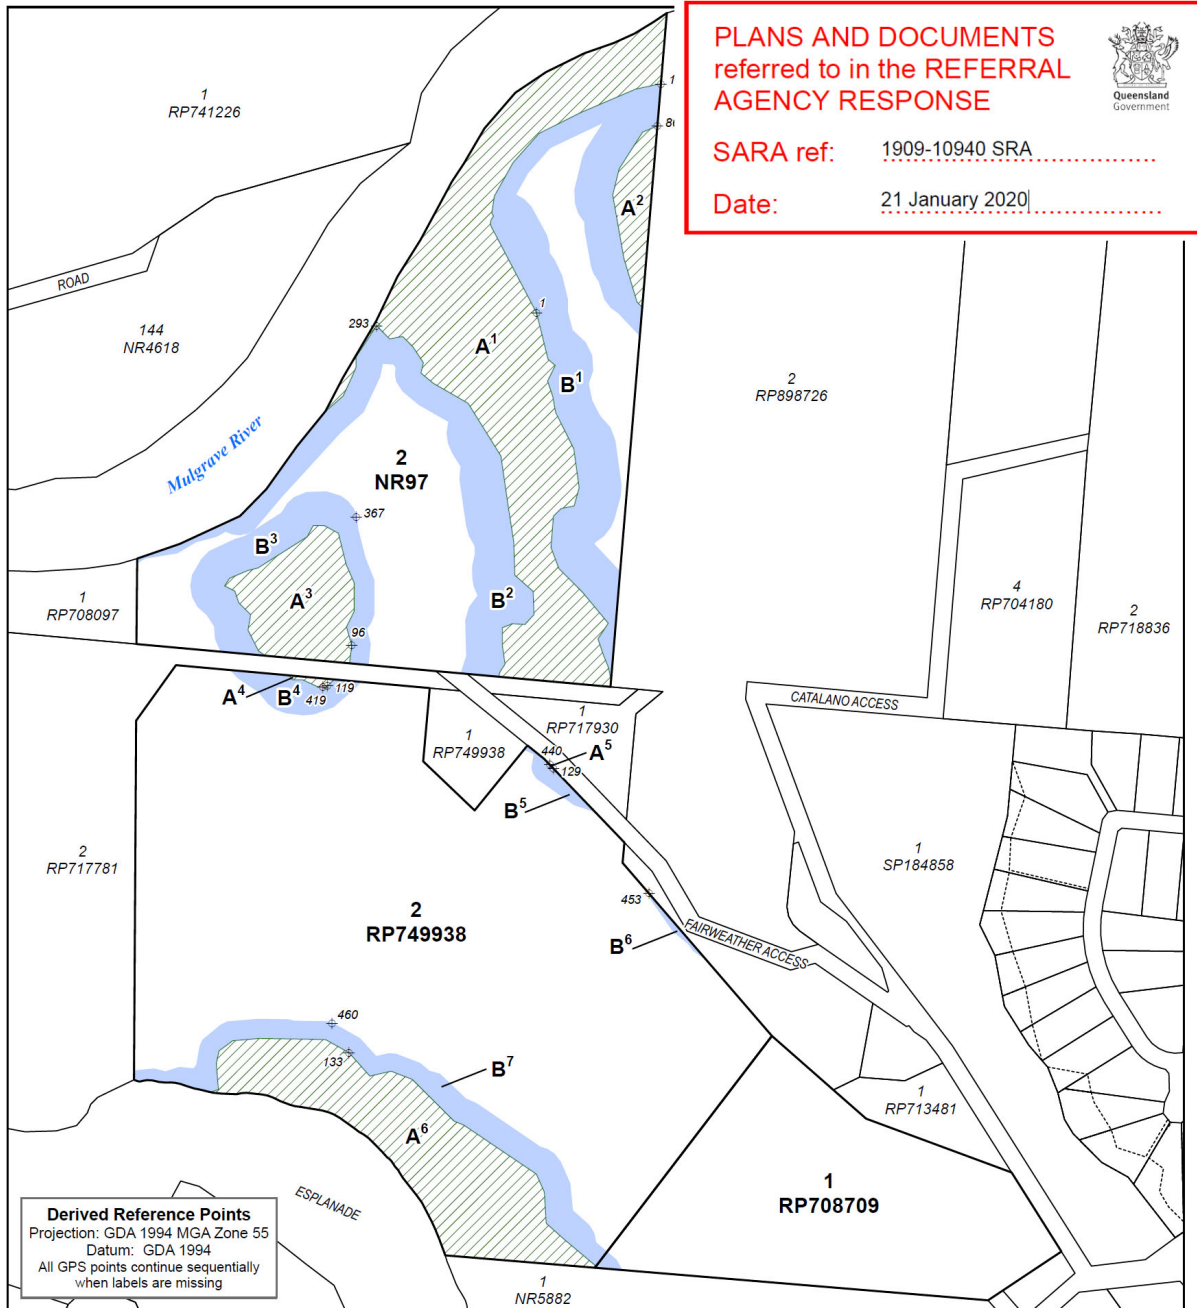 PLANS AND DOCUMENTS
referred to in the REFERRAL
AGENCY RESPONSE
Queensland
Government
SARA ref: 1909-10940 SRA
Date: 21 January 2020
1
RP741226
ROAD
144
NR4618
Mulgrave River
1
86
A2
1
293
A1
B1
2
RP898726
2
NR97
367
B3
A3
B2
96
1
RP708097
4
RP704180
2
RP718836
A4
B4
119
419
CATALANO ACCESS
1
RP717930
1
RP749938
440
A5
129
B5
2
RP717781
1
SP184858
453
2
RP749938
B6
FAIRWEATHER ACCESS
460
133
B7
A6
1
RP713481
1
RP708709
ESPLANADE
Derived Reference Points
Projection: GDA 1994 MGA Zone 55
Datum: GDA 1994
All GPS points continue sequentially
when labels are missing
1
NR5882